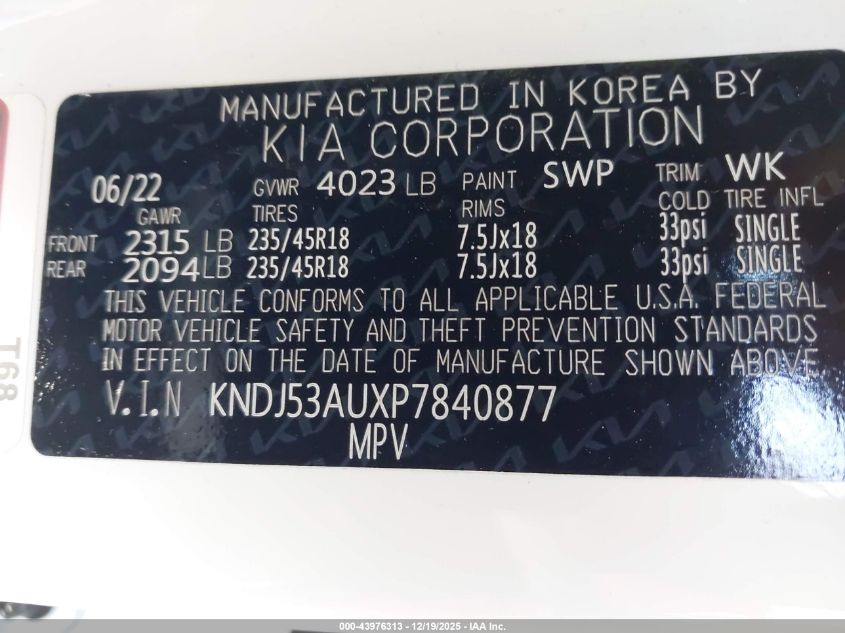 MANUFACTURED IN KOREA BY
KIA CORPORATION
06/22 GVWR 4023 LB PAINT SWP TRIM WK
GAWR TIRES RIMS COLD TIRE INFL
FRONT 2315 LB 235/45R18 7.5Jx18 33psi SINGLE
REAR 2094 LB 235/45R18 7.5Jx18 33psi SINGLE
THIS VEHICLE CONFORMS TO ALL APPLICABLE U.S.A. FEDERAL
MOTOR VEHICLE SAFETY AND THEFT PREVENTION STANDARDS
IN EFFECT ON THE DATE OF MANUFACTURE SHOWN ABOVE.
V.I.N KNDJ53AUXP7840877
MPV
T68
000-43976313 - 12/19/2025 - IAA Inc.